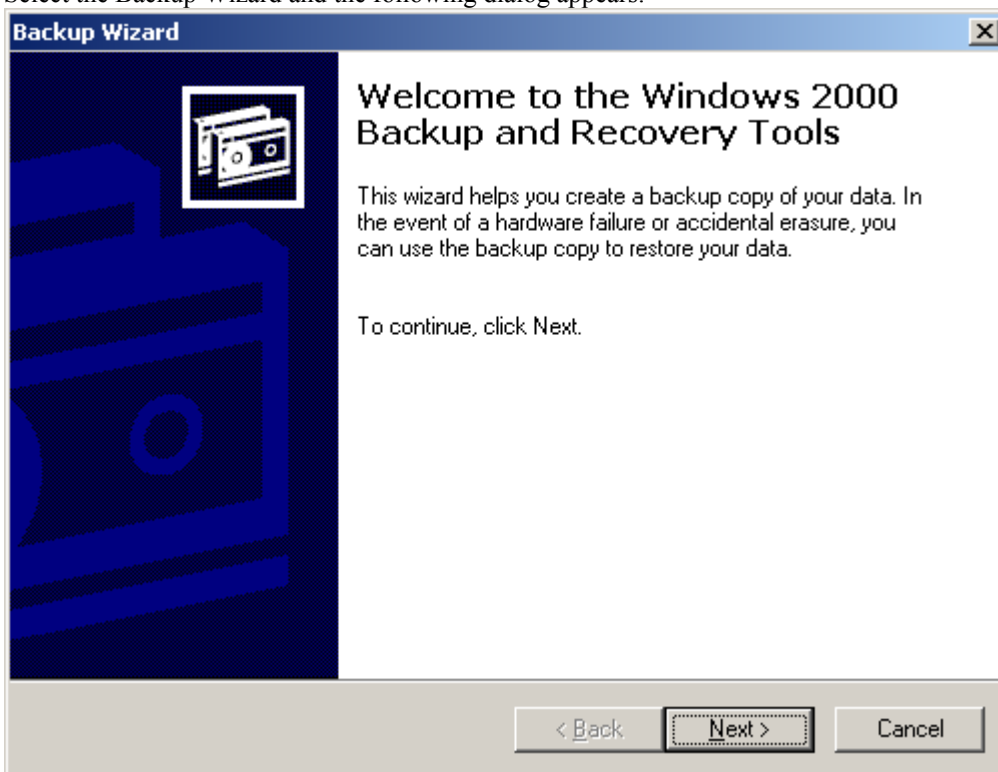 Select the Backup Wizard and the following dialog appears:
Backup Wizard
Welcome to the Windows 2000
Backup and Recovery Tools
This wizard helps you create a backup copy of your data. In
the event of a hardware failure or accidental erasure, you
can use the backup copy to restore your data.
To continue, click Next.
< Back
Next >
Cancel